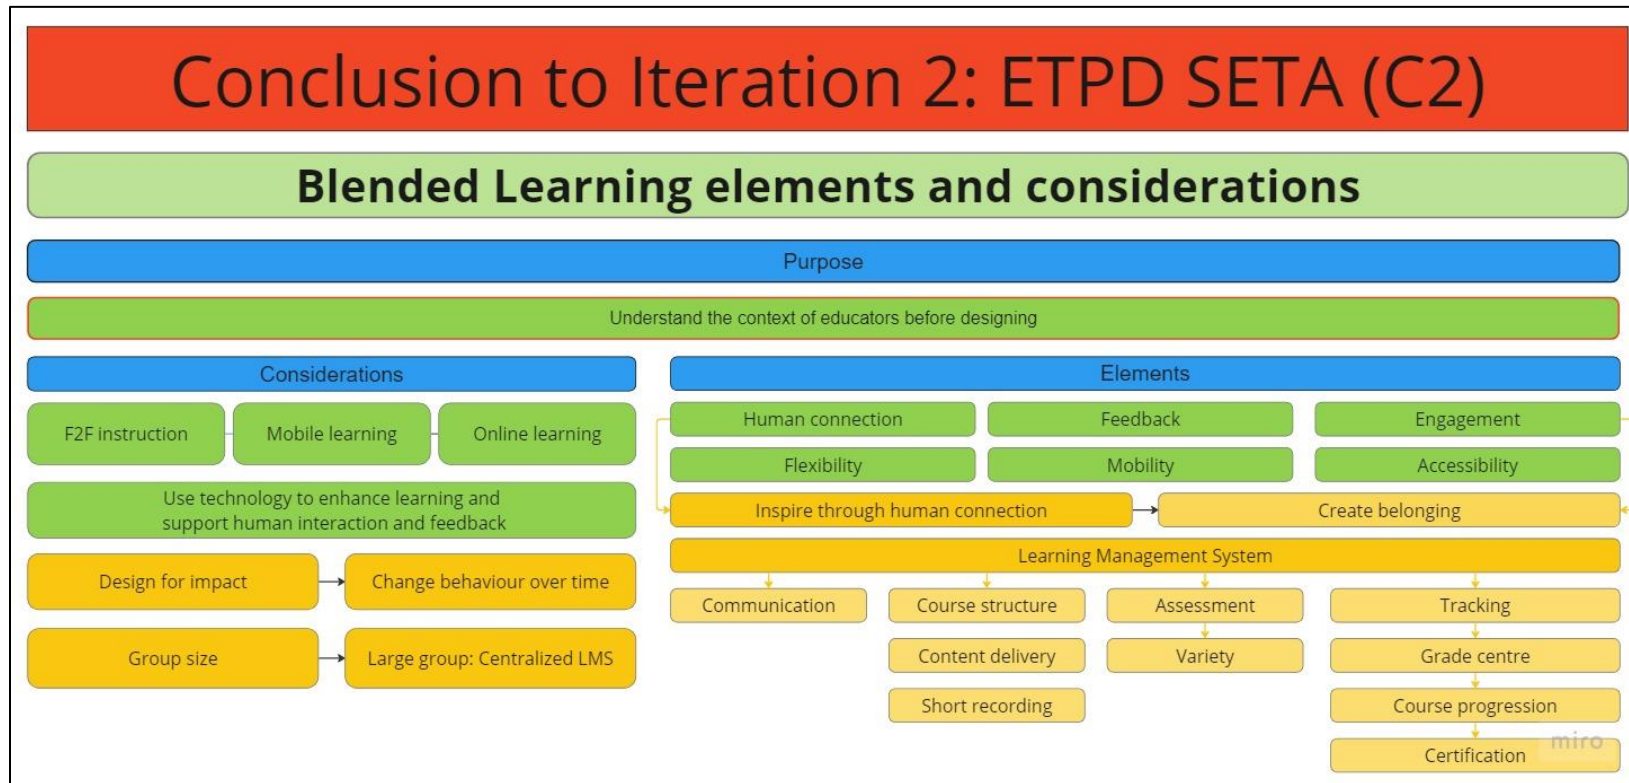 Conclusion to Iteration 2: ETPD SETA (C2)
Blended Learning elements and considerations
Purpose
Understand the context of educators before designing
Considerations
F2F instruction
Mobile learning
Online learning
Use technology to enhance learning and
support human interaction and feedback
Design for impact
Change behaviour over time
Group size
Large group: Centralized LMS
Elements
Human connection
Feedback
Engagement
Flexibility
Mobility
Accessibility
Inspire through human connection
Create belonging
Learning Management System
Communication
Course structure
Content delivery
Short recording
Assessment
Variety
Tracking
Grade centre
Course progression
Certification
miro